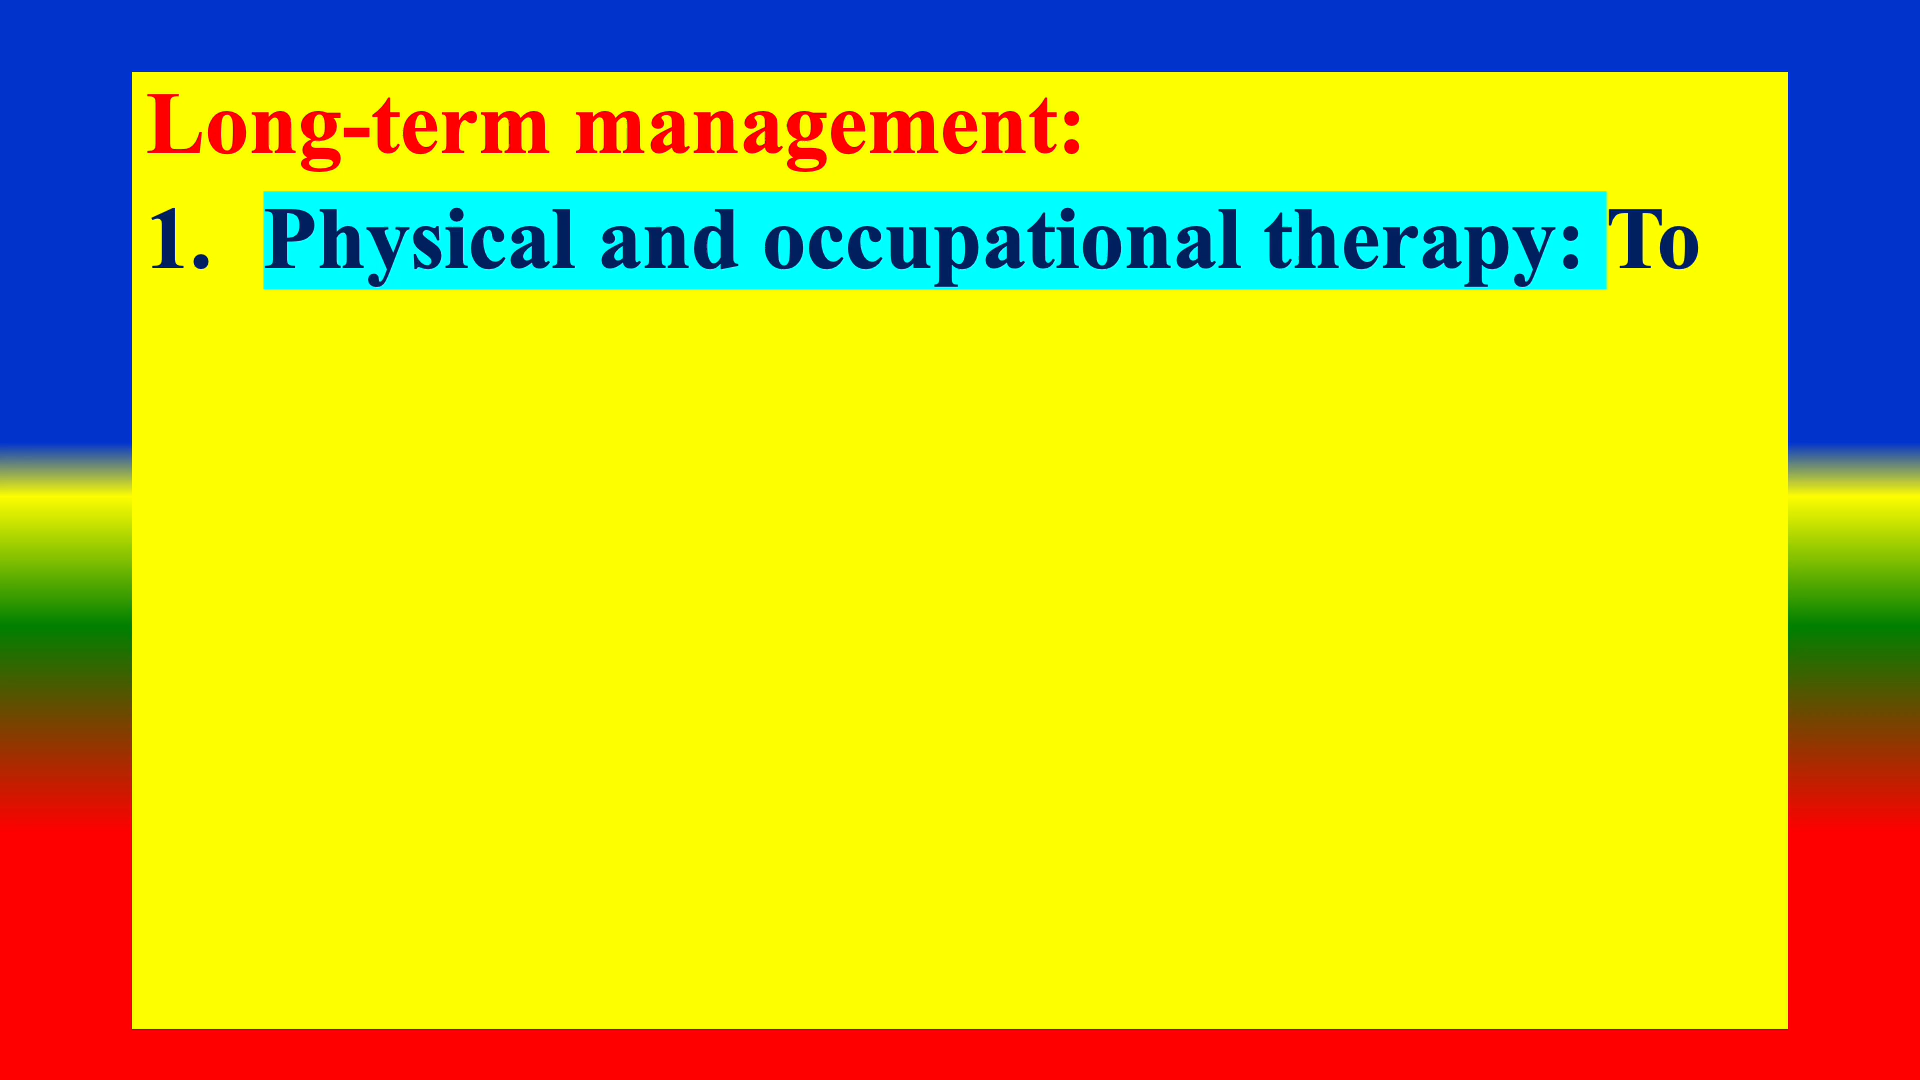 Long-term management:
1. Physical and occupational therapy: To